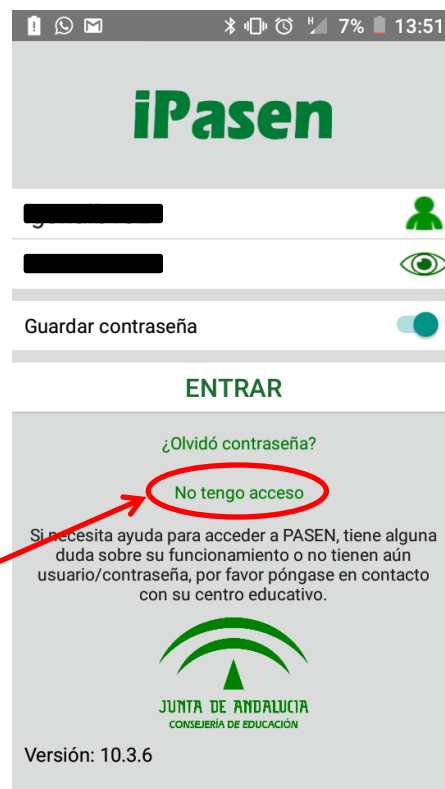 7% 13:51
iPasen
Guardar contraseña
ENTRAR
¿Olvidó contraseña?
No tengo acceso
Si necesita ayuda para acceder a PASEN, tiene alguna
duda sobre su funcionamiento o no tienen aún
usuario/contraseña, por favor póngase en contacto
con su centro educativo.
JUNTA DE ANDALUCIA
CONSEJERÍA DE EDUCACIÓN
Versión: 10.3.6